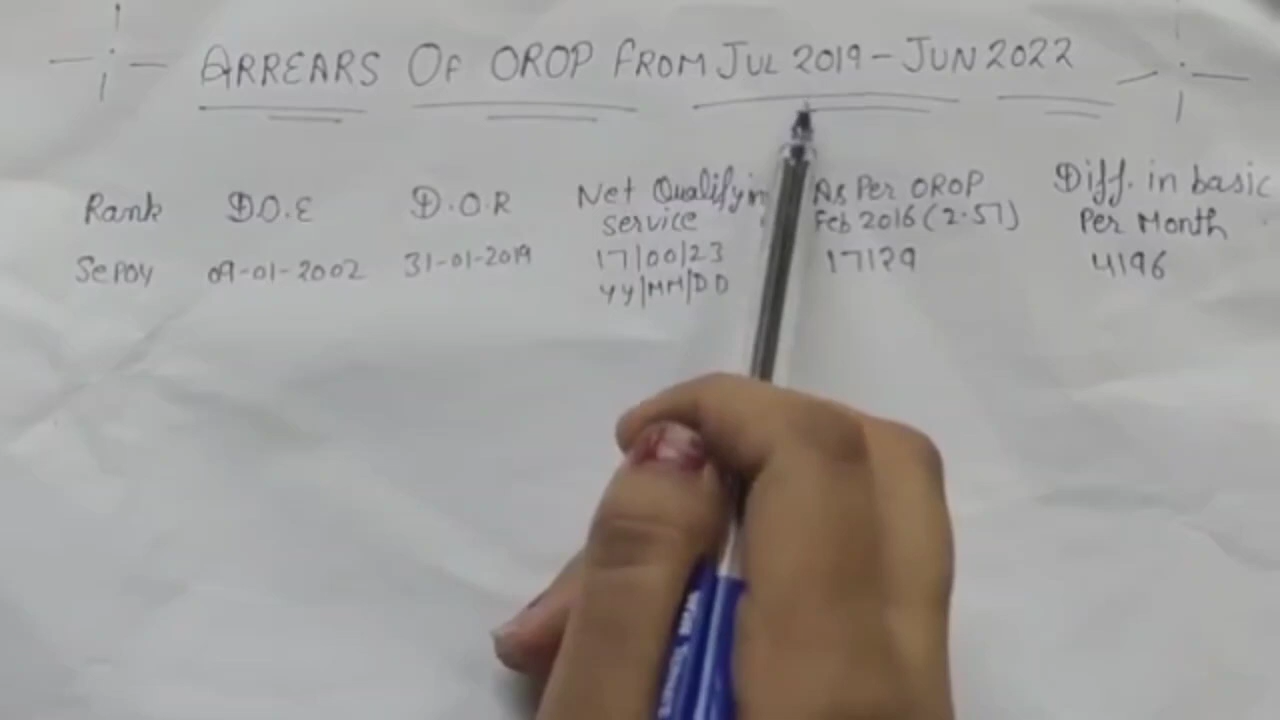 ARREARS OF OROP FROM JUL 2019 - JUN 2022
Rank D.O.E D.O.R Net Qualifyin As Per OROP Diff. in basic
service Feb 2016 (2.57) Per Month
Sepoy 09-01-2002 31-01-2019 17|00|23 17129 4196
YY|MM|DD